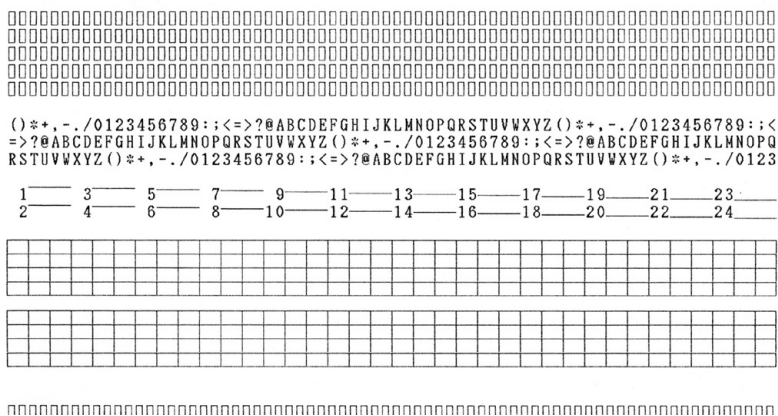 ()*+,-./0123456789:;<=>?@ABCDEFGHIJKLMNOPQRSTUVWXYZ()*+,-./0123456789:;<
=>?@ABCDEFGHIJKLMNOPQRSTUVWXYZ()*+,-./0123456789:;<=>?@ABCDEFGHIJKLMNOPQ
RSTUVWXYZ()*+,-./0123456789:;<=>?@ABCDEFGHIJKLMNOPQRSTUVWXYZ()*+,-./0123
1 3 5 7 9 11 13 15 17 19 21 23
2 4 6 8 10 12 14 16 18 20 22 24